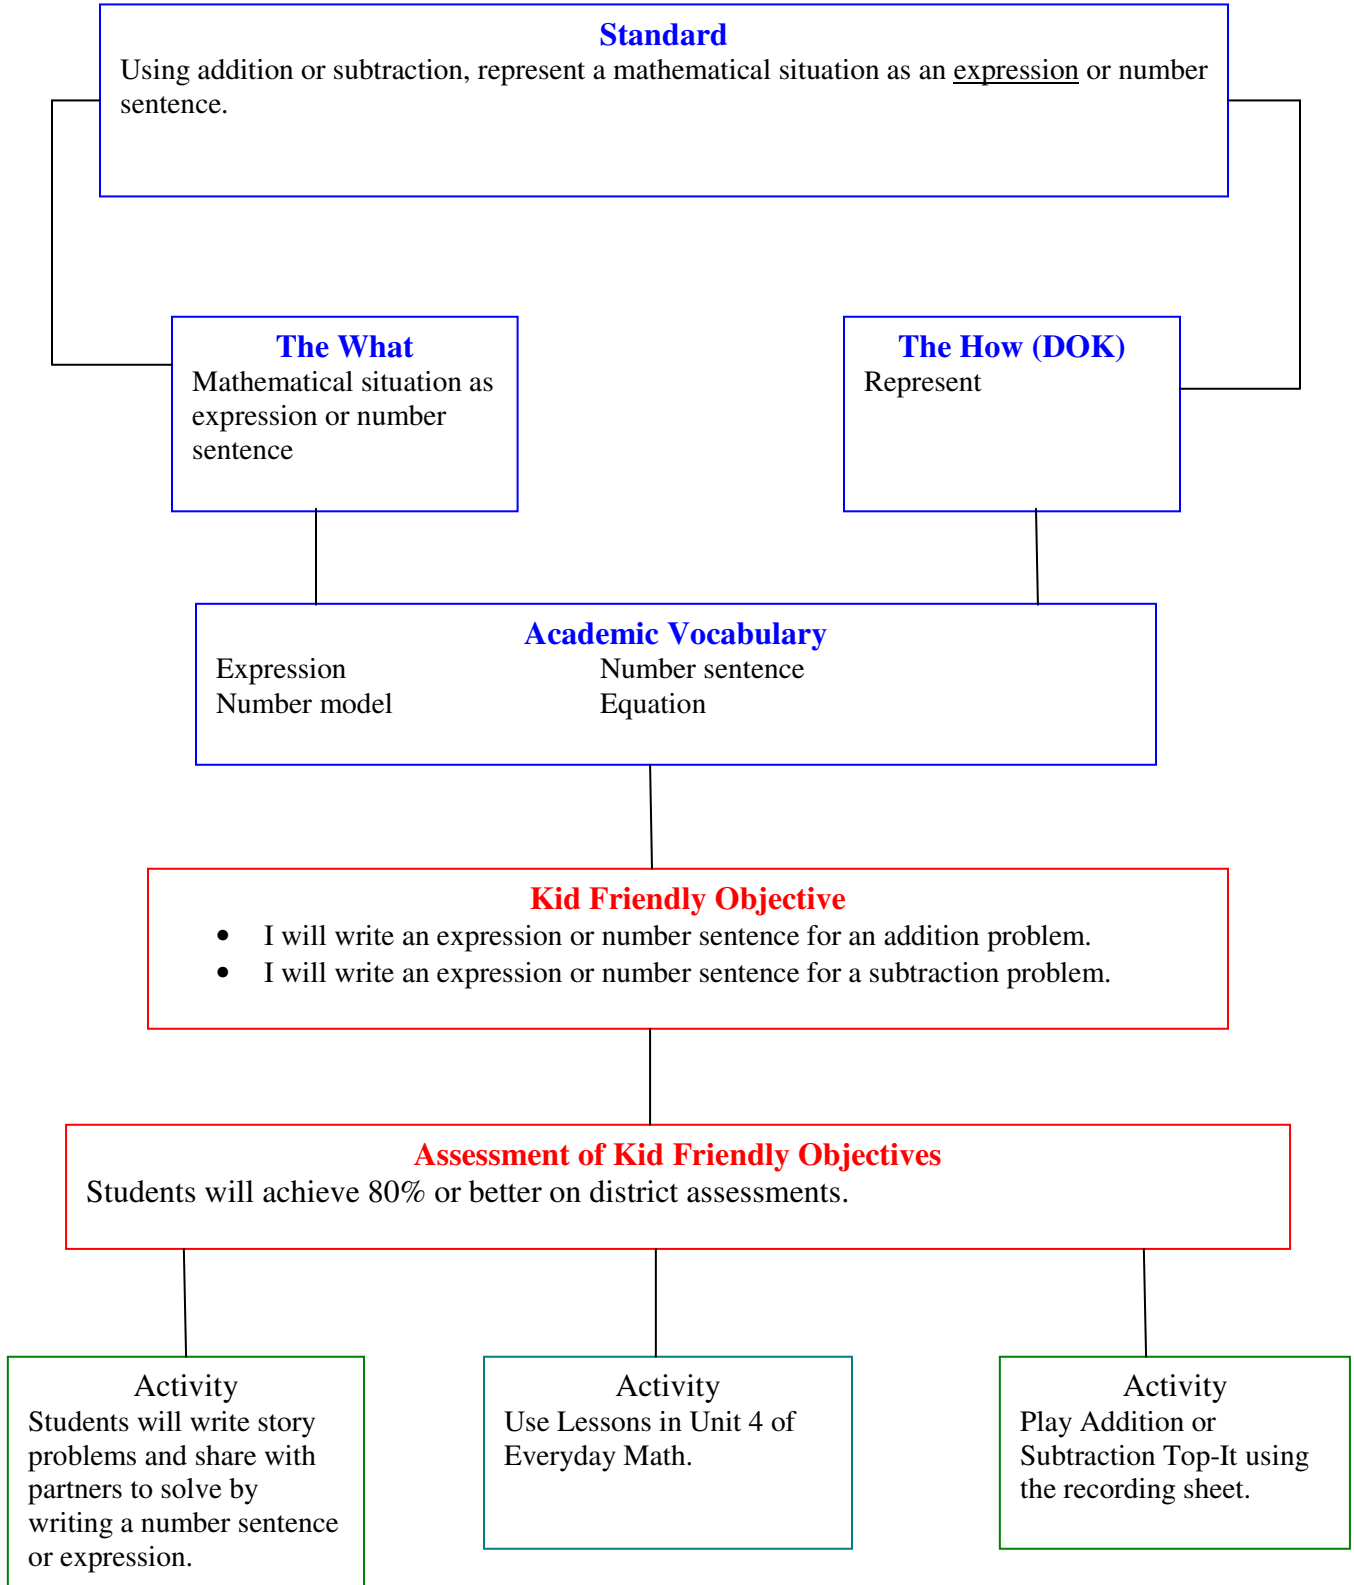 Standard
Using addition or subtraction, represent a mathematical situation as an expression or number
sentence.
The What
Mathematical situation as
expression or number
sentence
The How (DOK)
Represent
Academic Vocabulary
Expression Number sentence
Number model Equation
Kid Friendly Objective
• I will write an expression or number sentence for an addition problem.
• I will write an expression or number sentence for a subtraction problem.
Assessment of Kid Friendly Objectives
Students will achieve 80% or better on district assessments.
Activity
Students will write story
problems and share with
partners to solve by
writing a number sentence
or expression.
Activity
Use Lessons in Unit 4 of
Everyday Math.
Activity
Play Addition or
Subtraction Top-It using
the recording sheet.